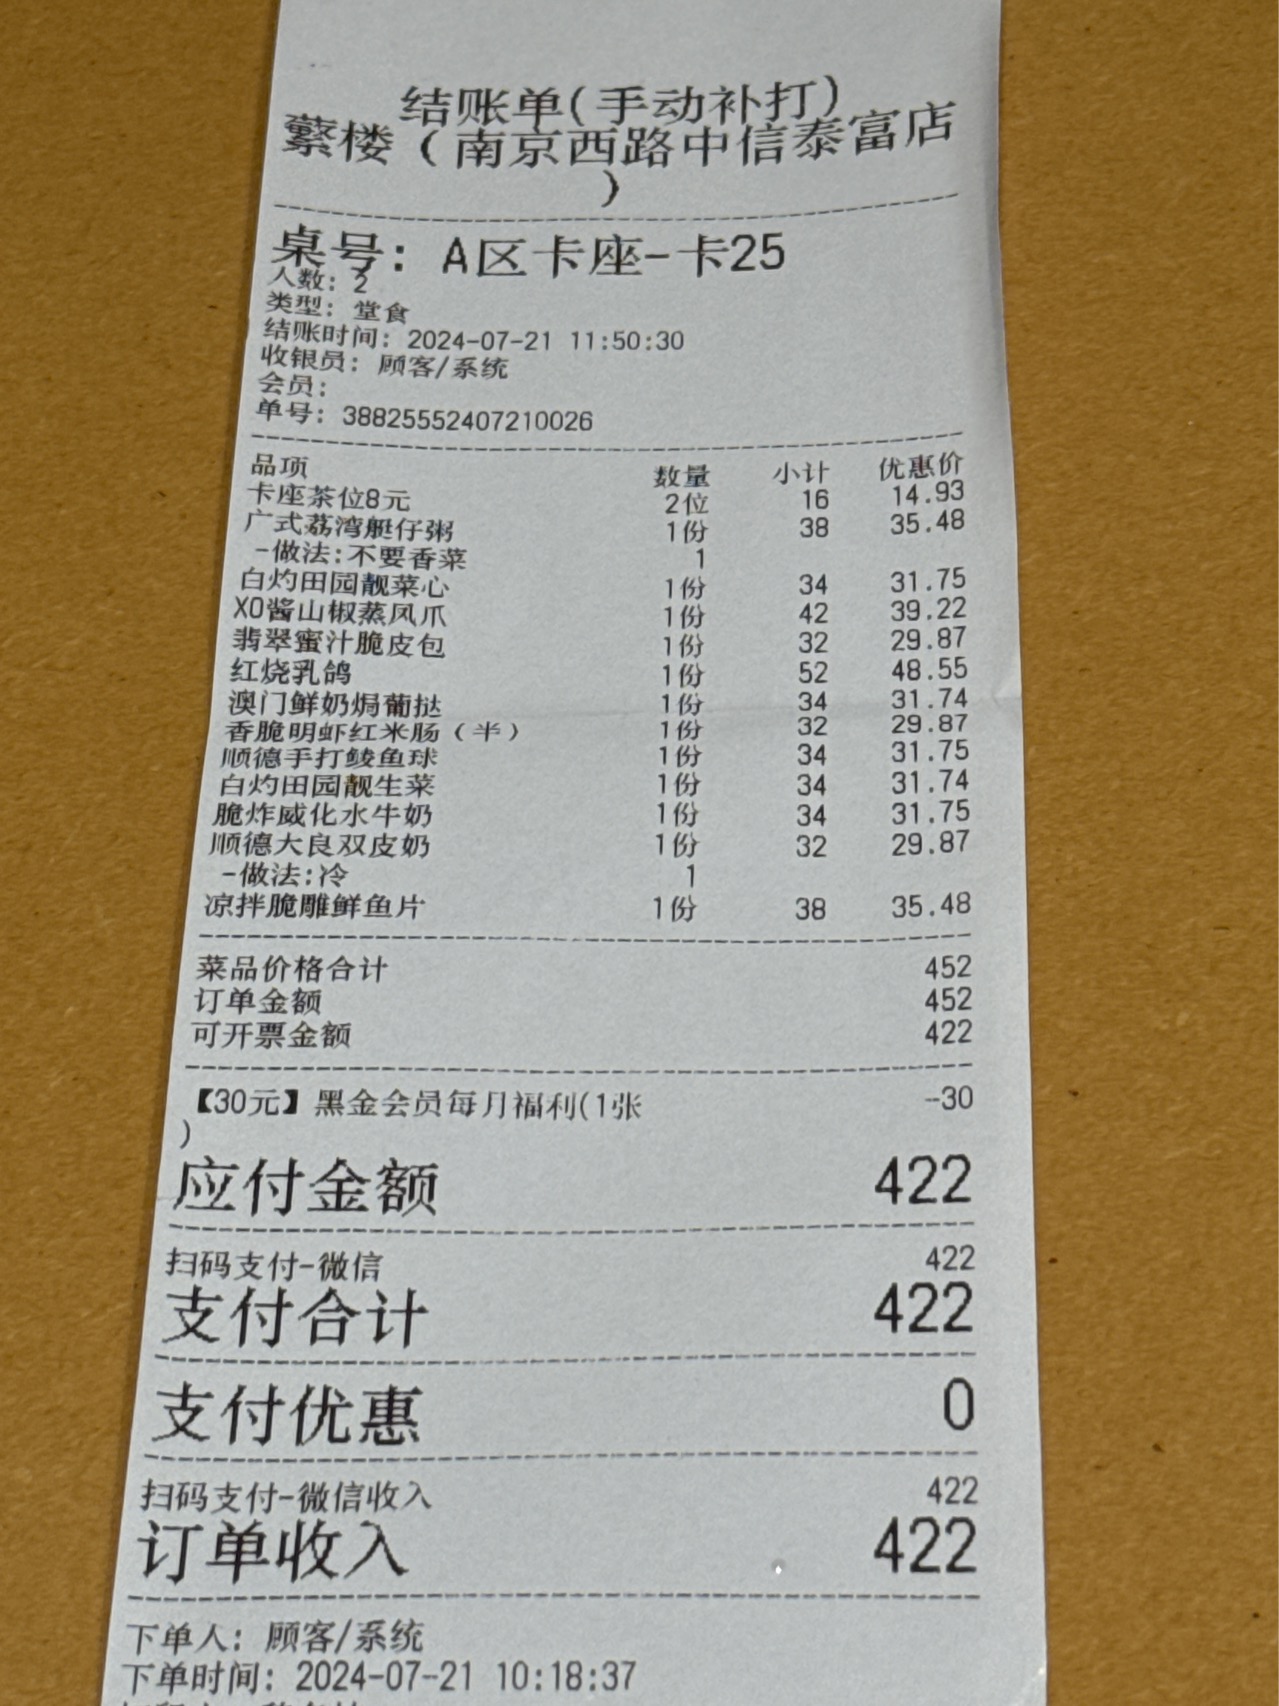 结账单(手动补打)
蘩楼（南京西路中信泰富店
）
桌号: A区卡座-卡25
人数: 2
类型: 堂食
结账时间: 2024-07-21 11:50:30
收银员: 顾客/系统
会员:
单号: 38825552407210026
品项 数量 小计 优惠价
卡座茶位8元 2位 16 14.93
广式荔湾艇仔粥 1份 38 35.48
-做法:不要香菜 1
白灼田园靓菜心 1份 34 31.75
XO酱山椒蒸凤爪 1份 42 39.22
翡翠蜜汁脆皮包 1份 32 29.87
红烧乳鸽 1份 52 48.55
澳门鲜奶焗葡挞 1份 34 31.74
香脆明虾红米肠（半） 1份 32 29.87
顺德手打鲮鱼球 1份 34 31.75
白灼田园靓生菜 1份 34 31.74
脆炸威化水牛奶 1份 34 31.75
顺德大良双皮奶 1份 32 29.87
-做法:冷 1
凉拌脆雕鲜鱼片 1份 38 35.48
菜品价格合计 452
订单金额 452
可开票金额 422
【30元】黑金会员每月福利(1张 --30
)
应付金额 422
扫码支付-微信 422
支付合计 422
支付优惠 0
扫码支付-微信收入 422
订单收入 422
下单人: 顾客/系统
下单时间: 2024-07-21 10:18:37